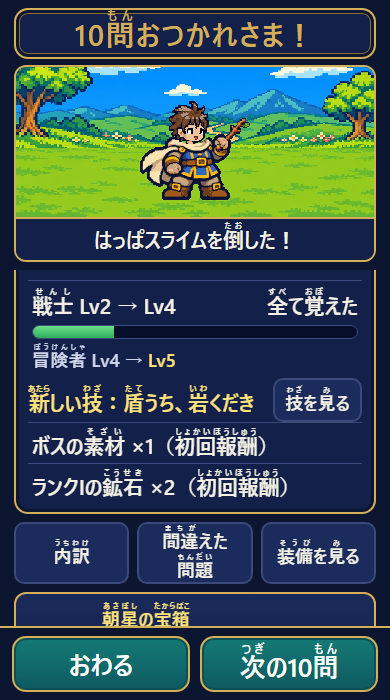 10問おつかれさま！
はっぱスライムを倒した！
戦士 Lv2 → Lv4 全て覚えた
冒険者 Lv4 → Lv5
新しい技：盾うち、岩くだき 技を見る
ボスの素材 ×1（初回報酬）
ランクIの鉱石 ×2（初回報酬）
内訳
間違えた
問題
装備を見る
朝星の宝箱
おわる
次の10問